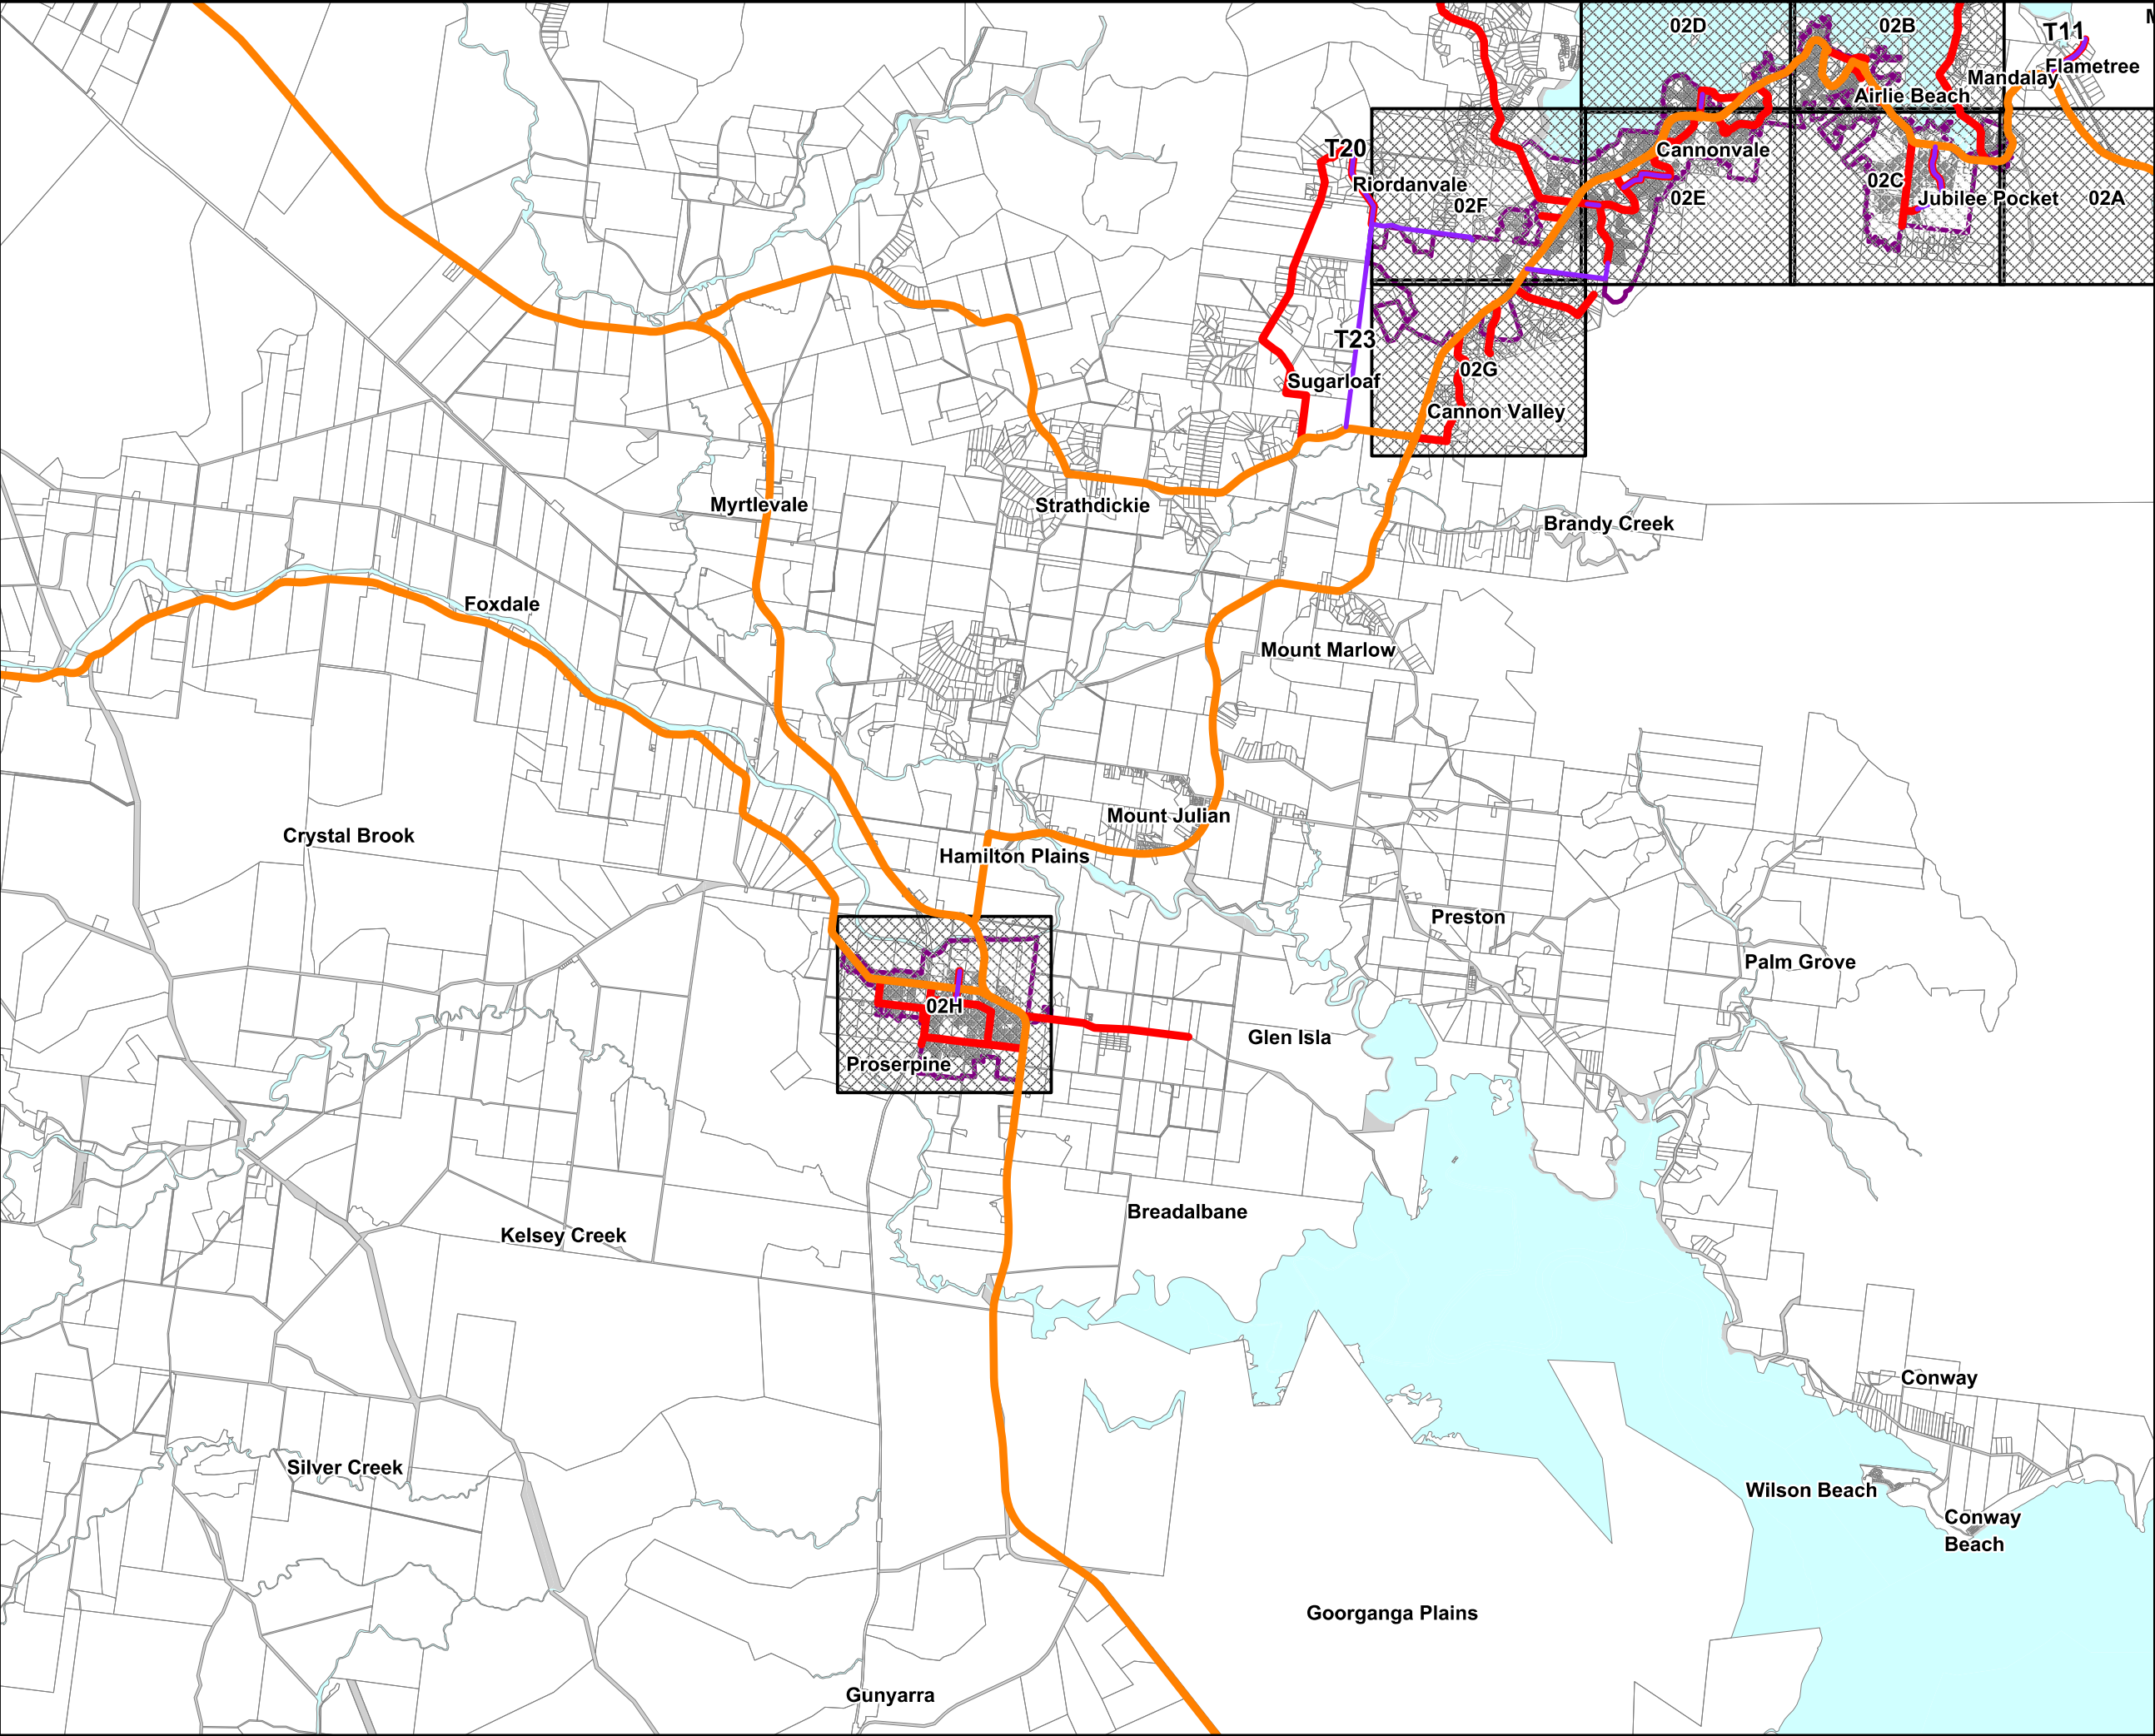 02D
02B
T11
Flametree
Mandalay
Airlie Beach
T20
Cannonvale
Riordanvale
02F
02E
02C
Jubilee Pocket
02A
T23
Sugarloaf
02G
Cannon Valley
Myrtlevale
Strathdickie
Brandy Creek
Foxdale
Mount Marlow
Crystal Brook
Mount Julian
Hamilton Plains
Preston
Palm Grove
02H
Proserpine
Glen Isla
Breadalbane
Kelsey Creek
Conway
Silver Creek
Wilson Beach
Conway
Beach
Goorganga Plains
Gunyarra